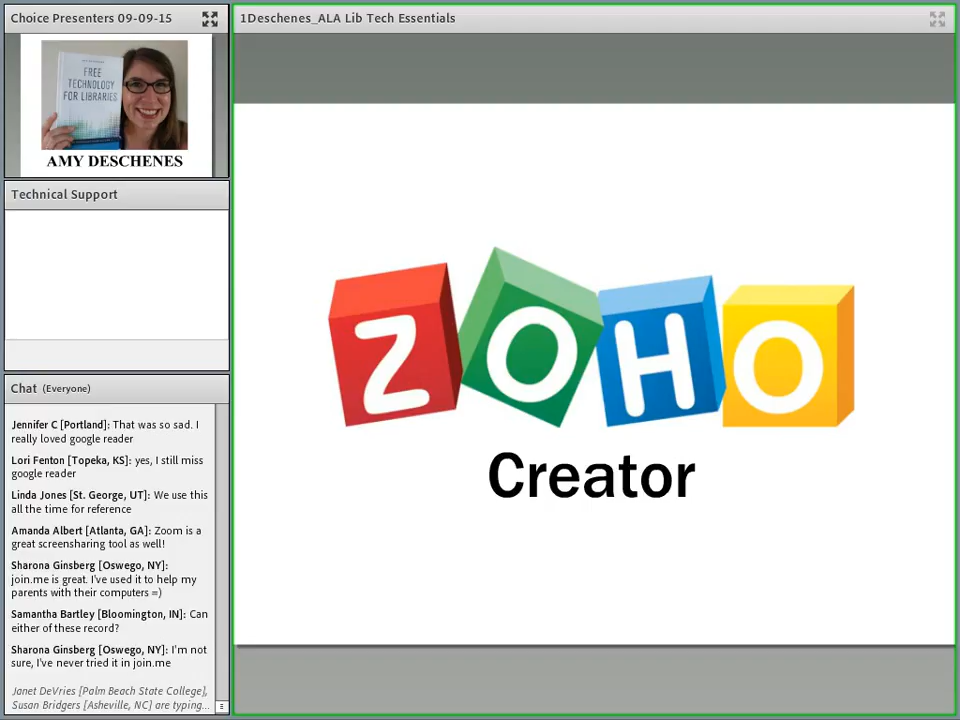 Choice Presenters 09-09-15
FREE
TECHNOLOGY
FOR LIBRARIES
AMY DESCHENES
Technical Support
Chat (Everyone)
Jennifer C [Portland]: That was so sad. I
really loved google reader
Lori Fenton [Topeka, KS]: yes, I still miss
google reader
Linda Jones [St. George, UT]: We use this
all the time for reference
Amanda Albert [Atlanta, GA]: Zoom is a
great screensharing tool as well!
Sharona Ginsberg [Oswego, NY]:
join.me is great. I've used it to help my
parents with their computers =)
Samantha Bartley [Bloomington, IN]: Can
either of these record?
Sharona Ginsberg [Oswego, NY]: I'm not
sure, I've never tried it in join.me
Janet DeVries [Palm Beach State College],
Susan Bridgers [Asheville, NC] are typing...
1Deschenes_ALA Lib Tech Essentials
ZOHO
Creator